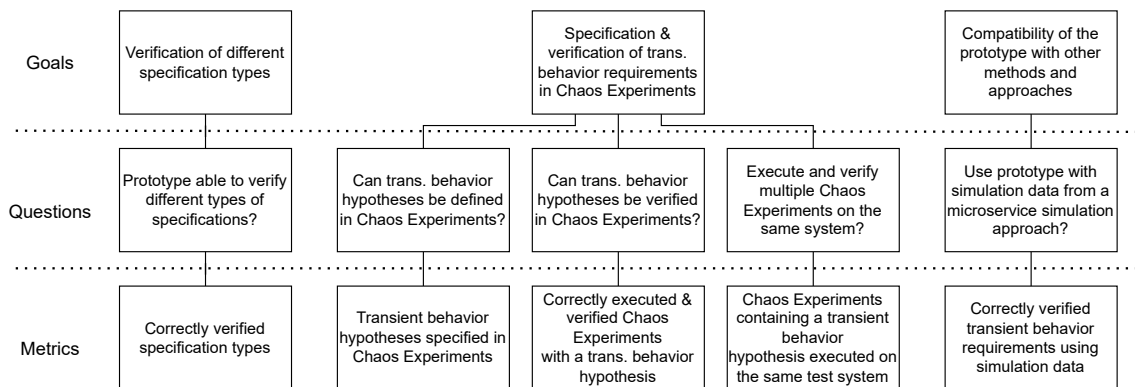 Goals
Verification of different
specification types
Specification &
verification of trans.
behavior requirements
in Chaos Experiments
Compatibility of the
prototype with other
methods and
approaches
Questions
Prototype able to verify
different types of
specifications?
Can trans. behavior
hypotheses be defined
in Chaos Experiments?
Can trans. behavior
hypotheses be verified
in Chaos Experiments?
Execute and verify
multiple Chaos
Experiments on the
same system?
Use prototype with
simulation data from a
microservice simulation
approach?
Metrics
Correctly verified
specification types
Transient behavior
hypotheses specified in
Chaos Experiments
Correctly executed &
verified Chaos
Experiments
with a trans. behavior
hypothesis
Chaos Experiments
containing a transient
behavior
hypothesis executed on
the same test system
Correctly verified
transient behavior
requirements using
simulation data